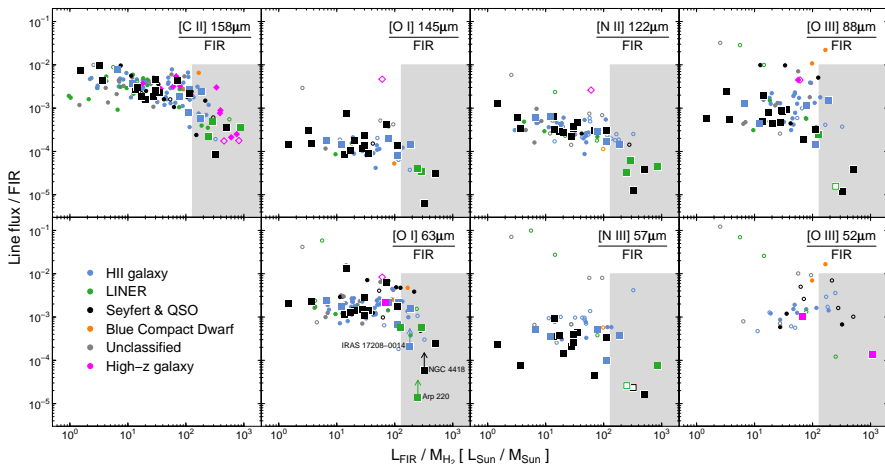 [C II] 158μm
FIR
[O I] 145μm
FIR
[N II] 122μm
FIR
[O III] 88μm
FIR
10⁻¹
10⁻²
10⁻³
10⁻⁴
10⁻⁵
Line flux / FIR
[O I] 63μm
FIR
[N III] 57μm
FIR
[O III] 52μm
FIR
HII galaxy
LINER
Seyfert & QSO
Blue Compact Dwarf
Unclassified
High−z galaxy
10⁻¹
10⁻²
10⁻³
10⁻⁴
10⁻⁵
IRAS 17208−0014
NGC 4418
Arp 220
10⁰ 10¹ 10² 10³ 10⁰ 10¹ 10² 10³ 10⁰ 10¹ 10² 10³ 10⁰ 10¹ 10² 10³
L_FIR / M_H₂ [ L_Sun / M_Sun ]